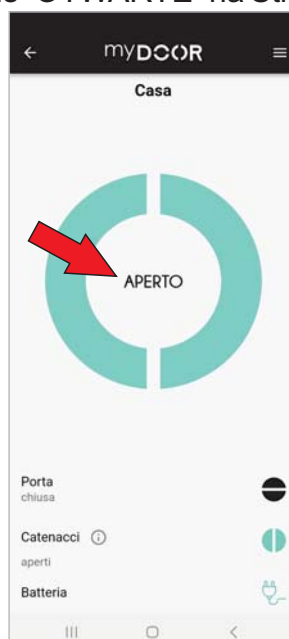 myDOOR
Casa
APERTO
Porta
chiusa
Catenacci
aperti
Batteria